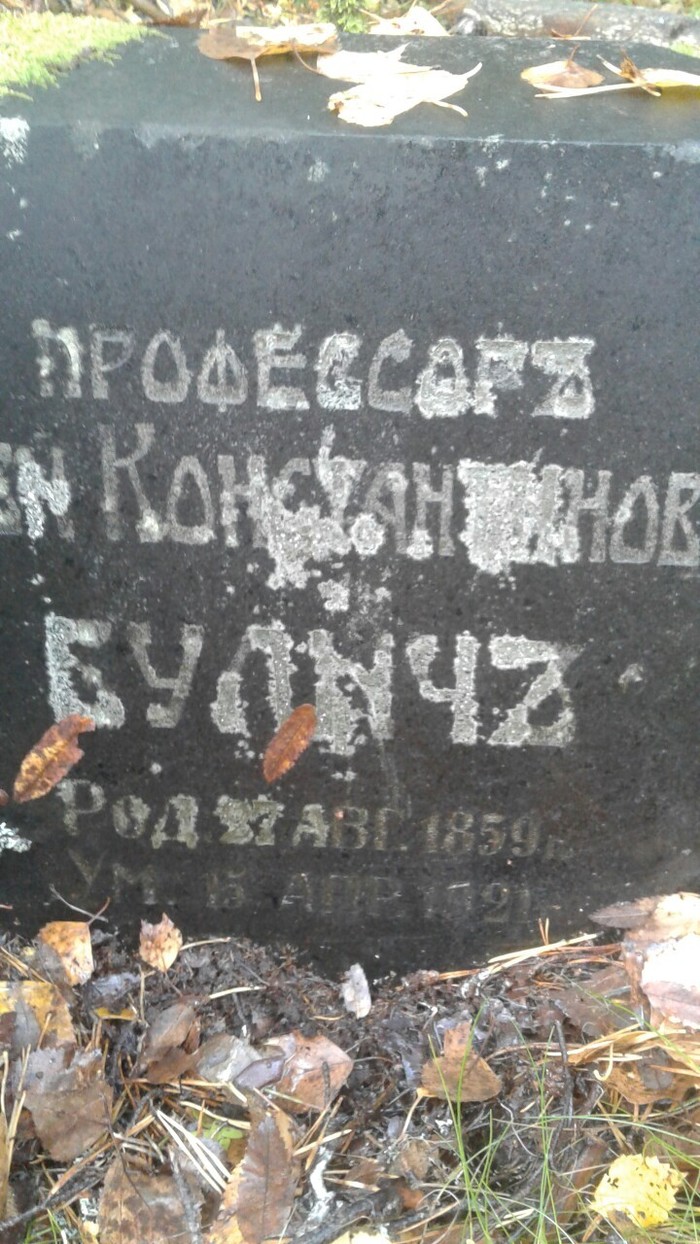 ПРОФЕССОРЪ
КОНСТАНТИНОВ
БУЛИЧЪ
РОД. 27 АВГ. 1859 г.
УМ. 15 АПР. 1921